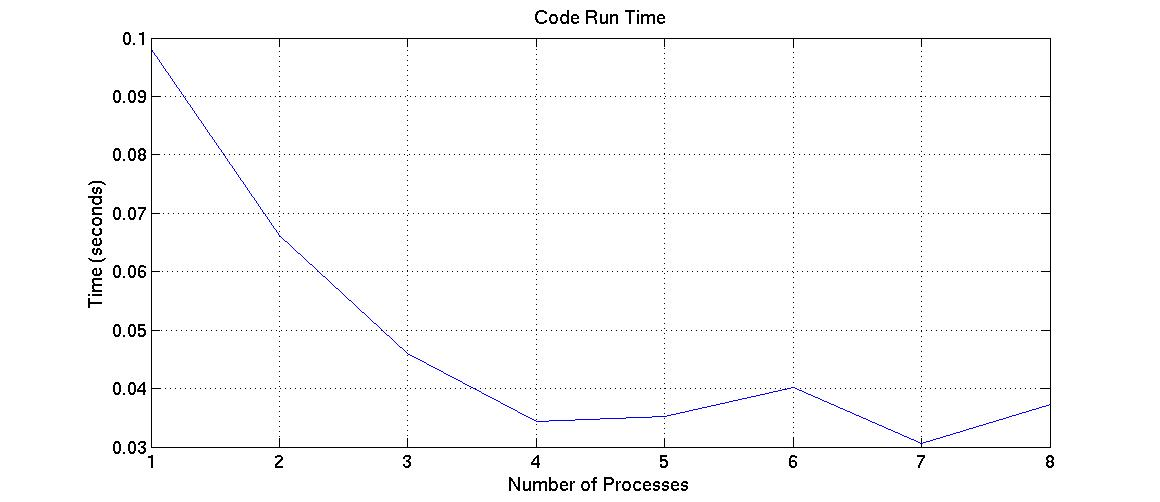 Code Run Time
0.1
0.09
0.08
0.07
0.06
0.05
0.04
0.03
Time (seconds)
1 2 3 4 5 6 7 8
Number of Processes